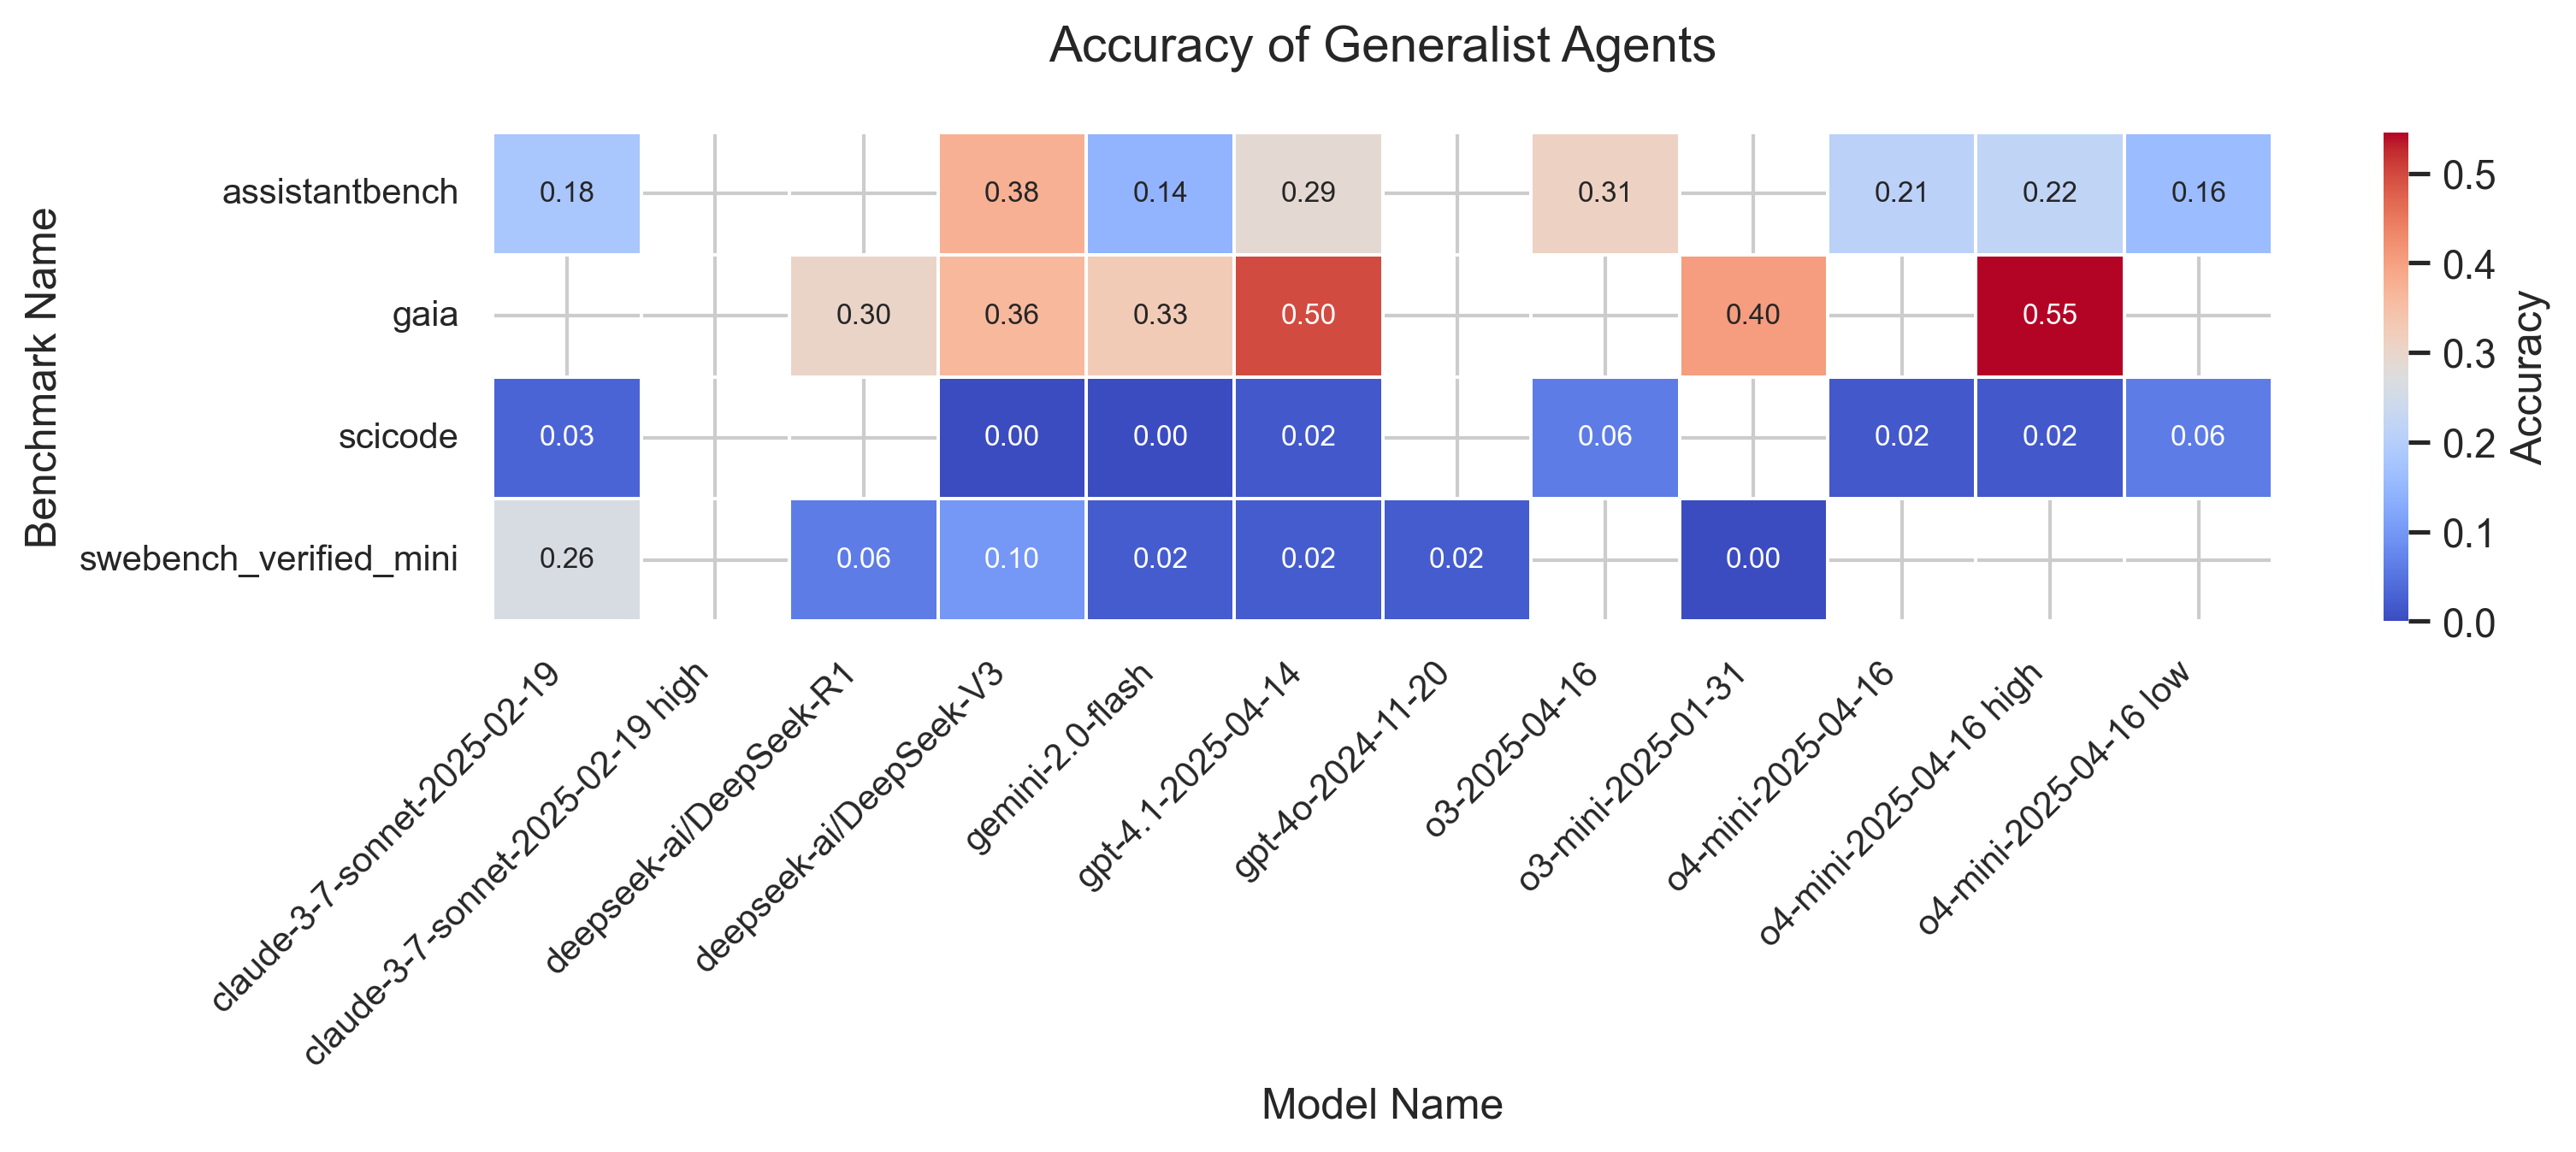 Accuracy of Generalist Agents
Benchmark Name
assistantbench
0.18
0.38
0.14
0.29
0.31
0.21
0.22
0.16
gaia
0.30
0.36
0.33
0.50
0.40
0.55
scicode
0.03
0.00
0.00
0.02
0.06
0.02
0.02
0.06
swebench_verified_mini
0.26
0.06
0.10
0.02
0.02
0.02
0.00
claude-3-7-sonnet-2025-02-19
claude-3-7-sonnet-2025-02-19 high
deepseek-ai/DeepSeek-R1
deepseek-ai/DeepSeek-V3
gemini-2.0-flash
gpt-4.1-2025-04-14
gpt-4o-2024-11-20
o3-2025-04-16
o3-mini-2025-01-31
o4-mini-2025-04-16
o4-mini-2025-04-16 high
o4-mini-2025-04-16 low
Model Name
0.5
0.4
0.3
0.2
0.1
0.0
Accuracy